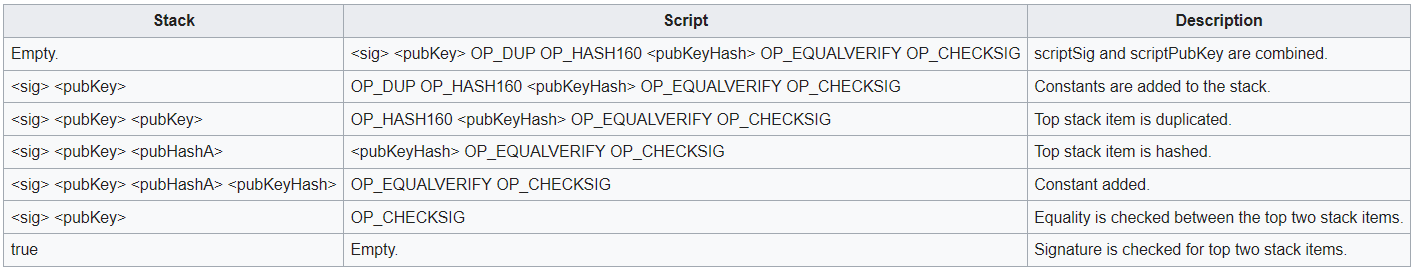 Stack Script Description
Empty. <sig> <pubKey> OP_DUP OP_HASH160 <pubKeyHash> OP_EQUALVERIFY OP_CHECKSIG scriptSig and scriptPubKey are combined.
<sig> <pubKey> OP_DUP OP_HASH160 <pubKeyHash> OP_EQUALVERIFY OP_CHECKSIG Constants are added to the stack.
<sig> <pubKey> <pubKey> OP_HASH160 <pubKeyHash> OP_EQUALVERIFY OP_CHECKSIG Top stack item is duplicated.
<sig> <pubKey> <pubHashA> <pubKeyHash> OP_EQUALVERIFY OP_CHECKSIG Top stack item is hashed.
<sig> <pubKey> <pubHashA> <pubKeyHash> OP_EQUALVERIFY OP_CHECKSIG Constant added.
<sig> <pubKey> OP_CHECKSIG Equality is checked between the top two stack items.
true Empty. Signature is checked for top two stack items.